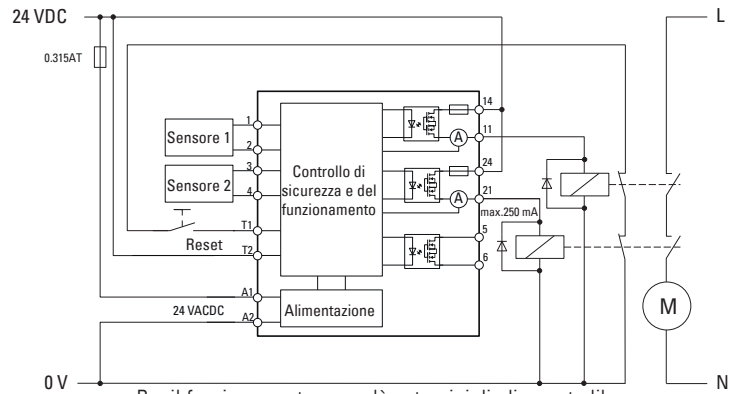 24 VDC
L
0.315AT
14
1
Sensore 1
2
A
11
3
Sensore 2
4
Controllo di
sicurezza e del
funzionamento
24
A
21
max.250 mA
T1
Reset
T2
5
6
A1
24 VACDC
A2
Alimentazione
M
0 V
N